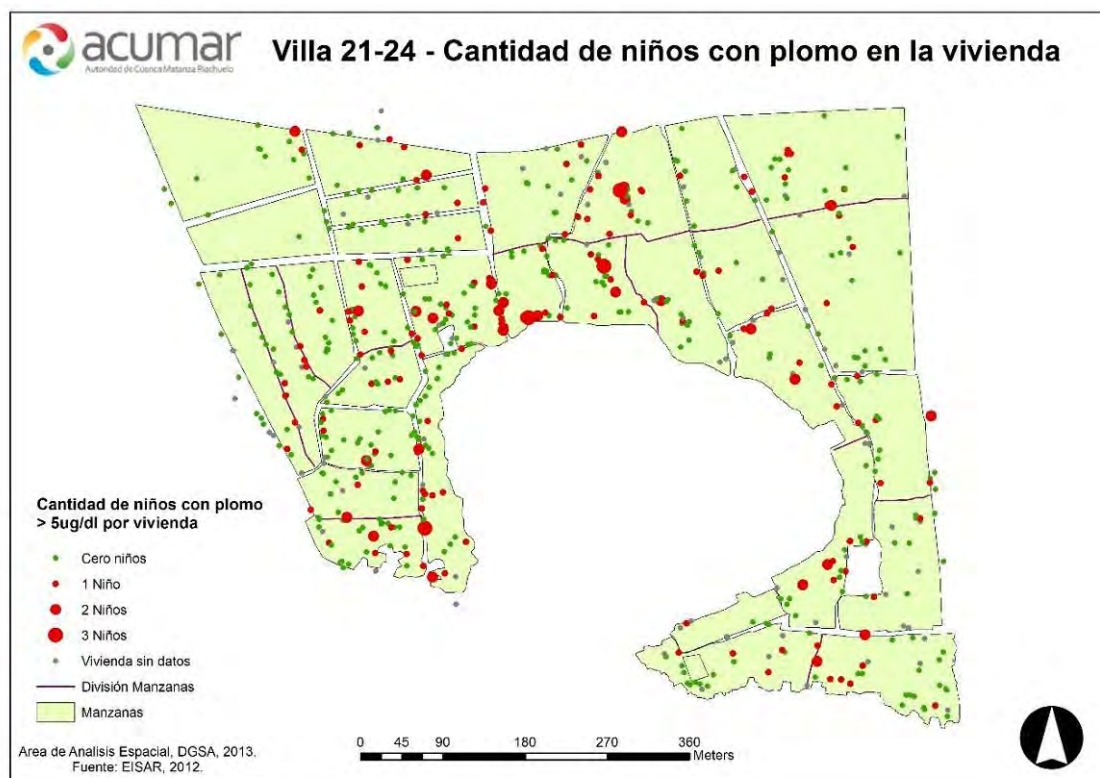 acumar
Autoridad de Cuenca Matanza Riachuelo
Villa 21-24 - Cantidad de niños con plomo en la vivienda
Cantidad de niños con plomo
> 5ug/dl por vivienda
Cero niños
1 Niño
2 Niños
3 Niños
Vivienda sin datos
División Manzanas
Manzanas
Area de Analisis Espacial, DGSA, 2013.
Fuente: EISAR, 2012.
0 45 90 180 270 360
Meters